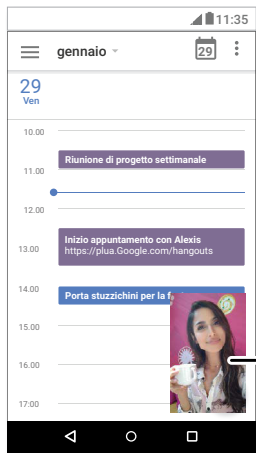 11:35
gennaio
29
29
Ven
10.00
Riunione di progetto settimanale
11.00
12.00
Inizio appuntamento con Alexis
https://plua.Google.com/hangouts
13.00
14.00
Porta stuzzichini per la
15.00
16.00
17:00